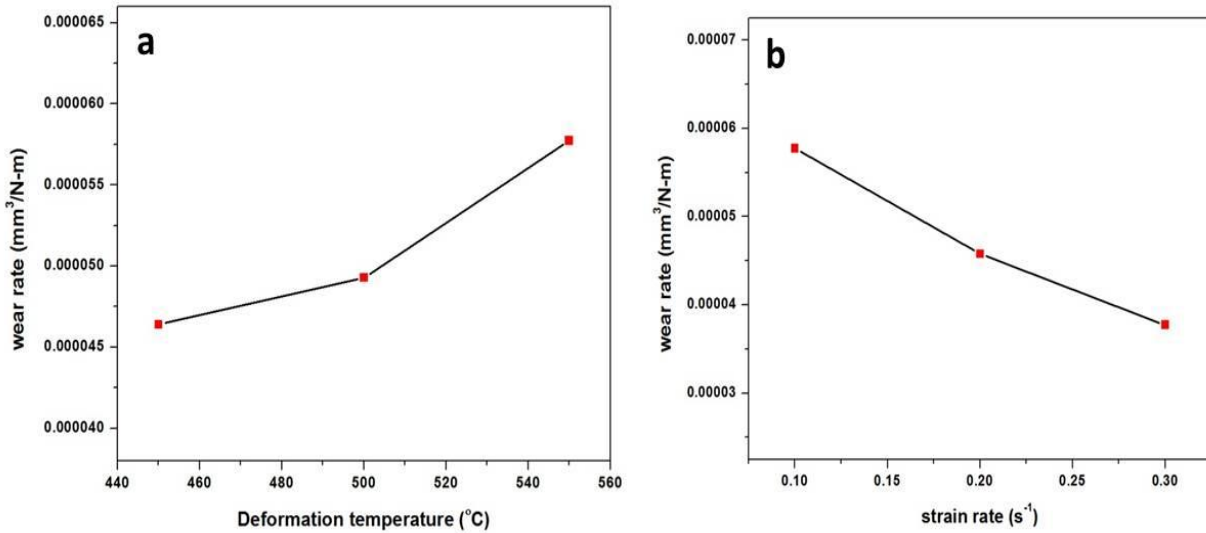 a
0.000065
0.000060
0.000055
0.000050
0.000045
0.000040
wear rate (mm³/N-m)
440 460 480 500 520 540 560
Deformation temperature (°C)
b
0.00007
0.00006
0.00005
0.00004
0.00003
wear rate (mm³/N-m)
0.10 0.15 0.20 0.25 0.30
strain rate (s⁻¹)